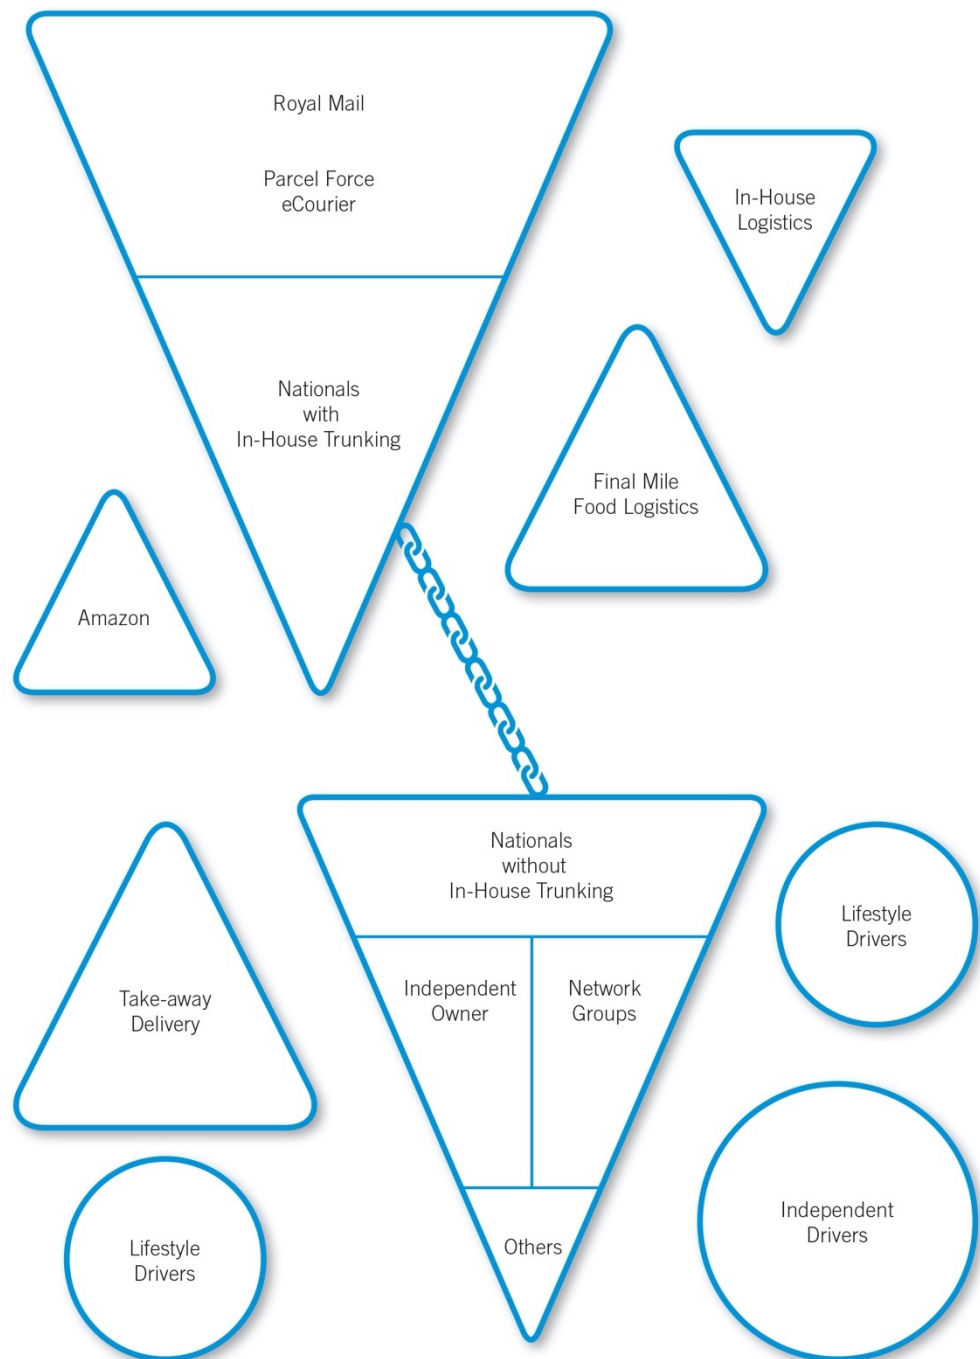 Royal Mail
Parcel Force
eCourier
In-House
Logistics
Nationals
with
In-House Trunking
Final Mile
Food Logistics
Amazon
Nationals
without
In-House Trunking
Independent
Owner
Network
Groups
Lifestyle
Drivers
Take-away
Delivery
Independent
Drivers
Others
Lifestyle
Drivers